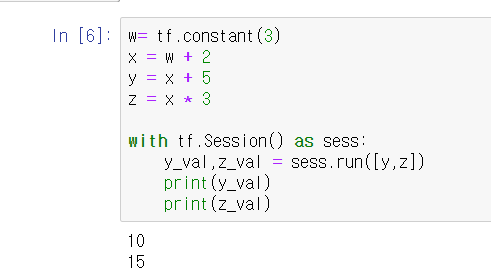 In [6]:
w= tf.constant(3)
x = w + 2
y = x + 5
z = x * 3
with tf.Session() as sess:
y_val,z_val = sess.run([y,z])
print(y_val)
print(z_val)
10
15